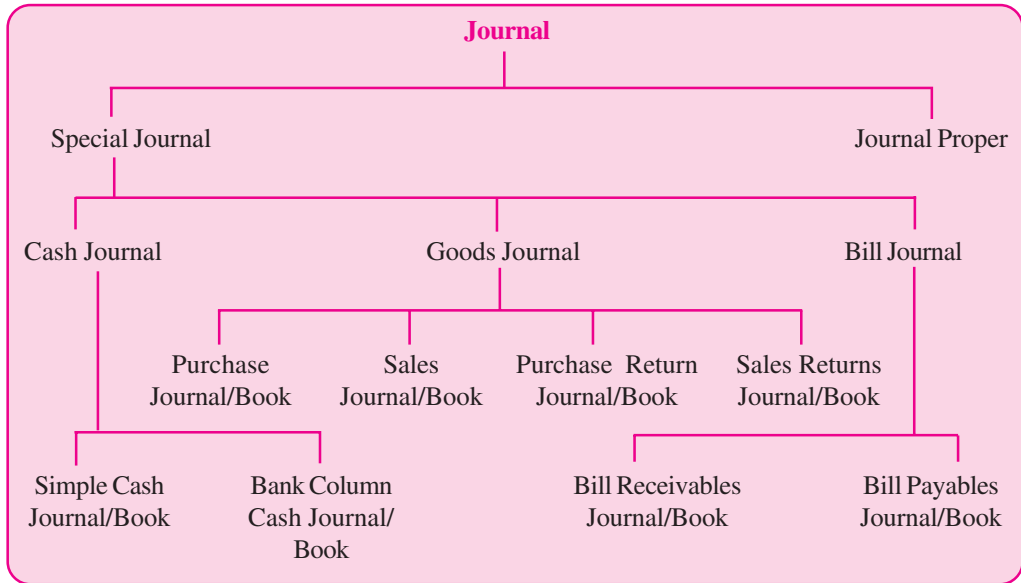 Journal
Special Journal
Journal Proper
Cash Journal
Goods Journal
Bill Journal
Purchase
Journal/Book
Sales
Journal/Book
Purchase Return
Journal/Book
Sales Returns
Journal/Book
Simple Cash
Journal/Book
Bank Column
Cash Journal/
Book
Bill Receivables
Journal/Book
Bill Payables
Journal/Book